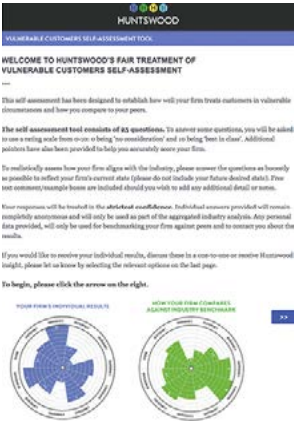 HUNTSWOOD
VULNERABLE CUSTOMERS SELF-ASSESSMENT TOOL
WELCOME TO HUNTSWOOD'S FAIR TREATMENT OF
VULNERABLE CUSTOMERS SELF-ASSESSMENT
This self-assessment has been designed to establish how well your firm treats customers in vulnerable
circumstances and how you compare to your peers.
The self assessment tool consists of 25 questions. To answer some questions, you will be asked
to use a rating scale from 0-10: 0 being 'no consideration' and 10 being 'best in class'. Additional
pointers have also been provided to help you accurately score your firm.
To realistically assess how your firm aligns with the industry, please answer the questions as honestly
as possible to reflect your firm's current state (please do not include your future desired state). Free
text comment/example boxes are included should you wish to add any additional detail or notes.
Your responses will be treated in the strictest confidence. Individual answers provided will remain
completely anonymous and will only be used as part of the aggregated industry analysis. Any personal
data provided, will only be used for benchmarking your firm against peers and to contact you about the
results.
If you would like to receive your individual results, discuss these in a one-to-one or receive Huntswood
insight, please let us know by selecting the relevant options on the last page.
To begin, please click the arrow on the right.
YOUR FIRM'S INDIVIDUAL RESULTS
HOW YOUR FIRM COMPARES
AGAINST INDUSTRY BENCHMARK
>>